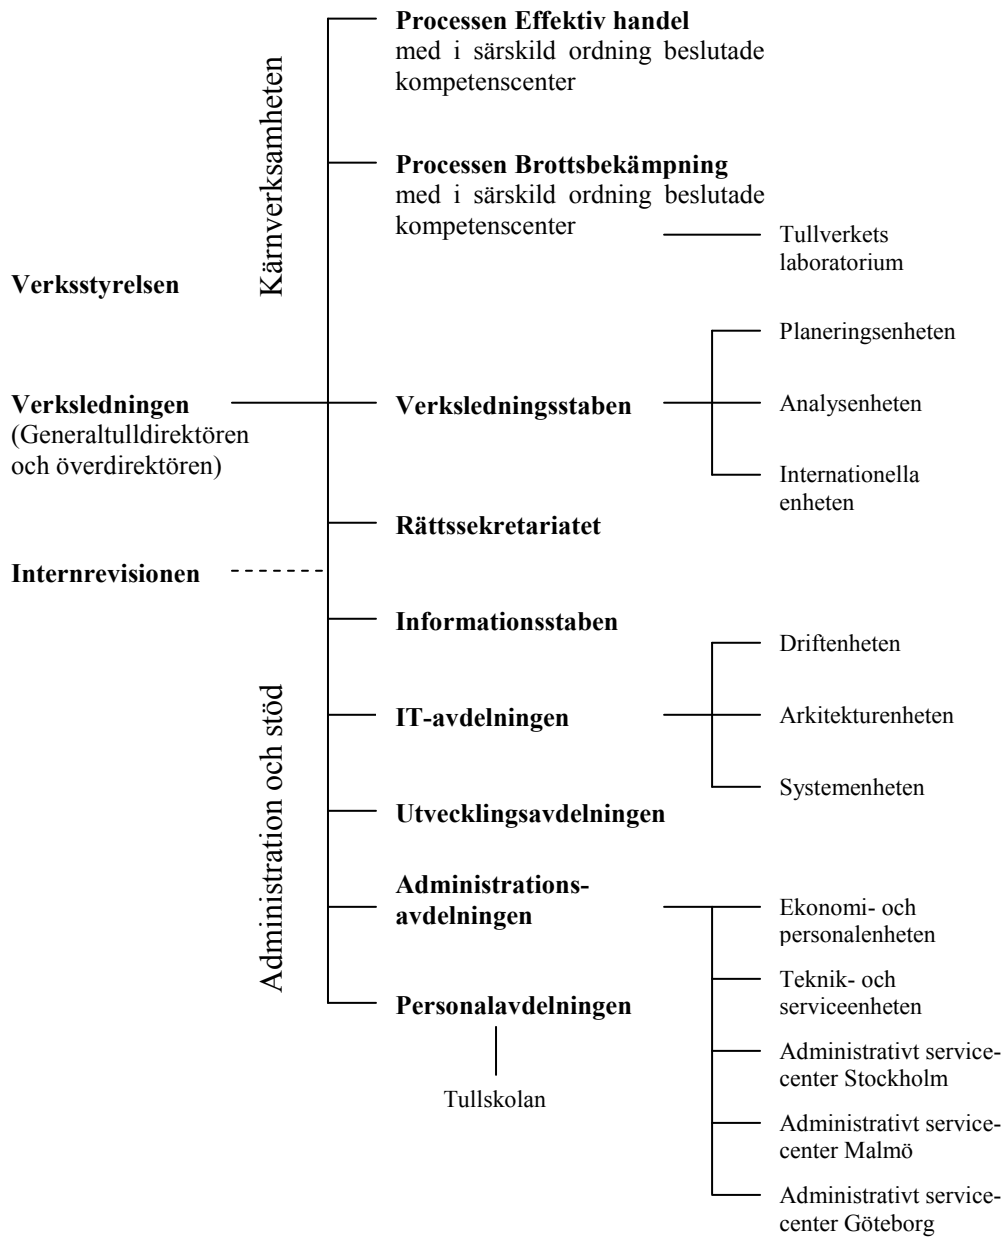 Kärnverksamheten
Processen Effektiv handel
med i särskild ordning beslutade
kompetenscenter
Processen Brottsbekämpning
med i särskild ordning beslutade
kompetenscenter
Tullverkets
laboratorium
Verksstyrelsen
Verksledningen
(Generaltulldirektören
och överdirektören)
Verksledningsstaben
Planeringsenheten
Analysenheten
Internationella
enheten
Rättssekretariatet
Internrevisionen
Administration och stöd
Informationsstaben
IT-avdelningen
Driftenheten
Arkitekturenheten
Systemenheten
Utvecklingsavdelningen
Administrations-
avdelningen
Ekonomi- och
personalenheten
Teknik- och
serviceenheten
Administrativt service-
center Stockholm
Administrativt service-
center Malmö
Administrativt service-
center Göteborg
Personalavdelningen
Tullskolan